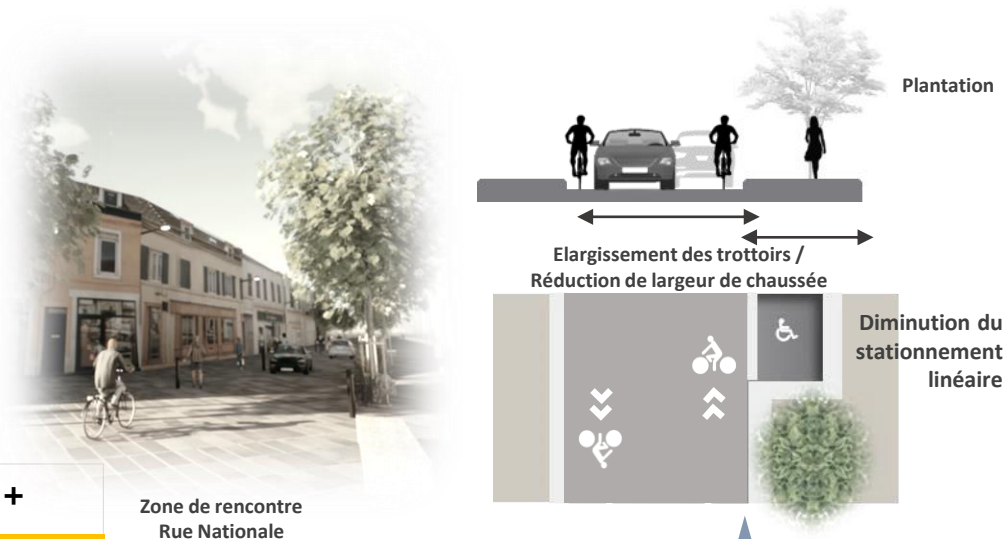 Plantation
Elargissement des trottoirs /
Réduction de largeur de chaussée
Diminution du
stationnement
linéaire
+
Zone de rencontre
Rue Nationale